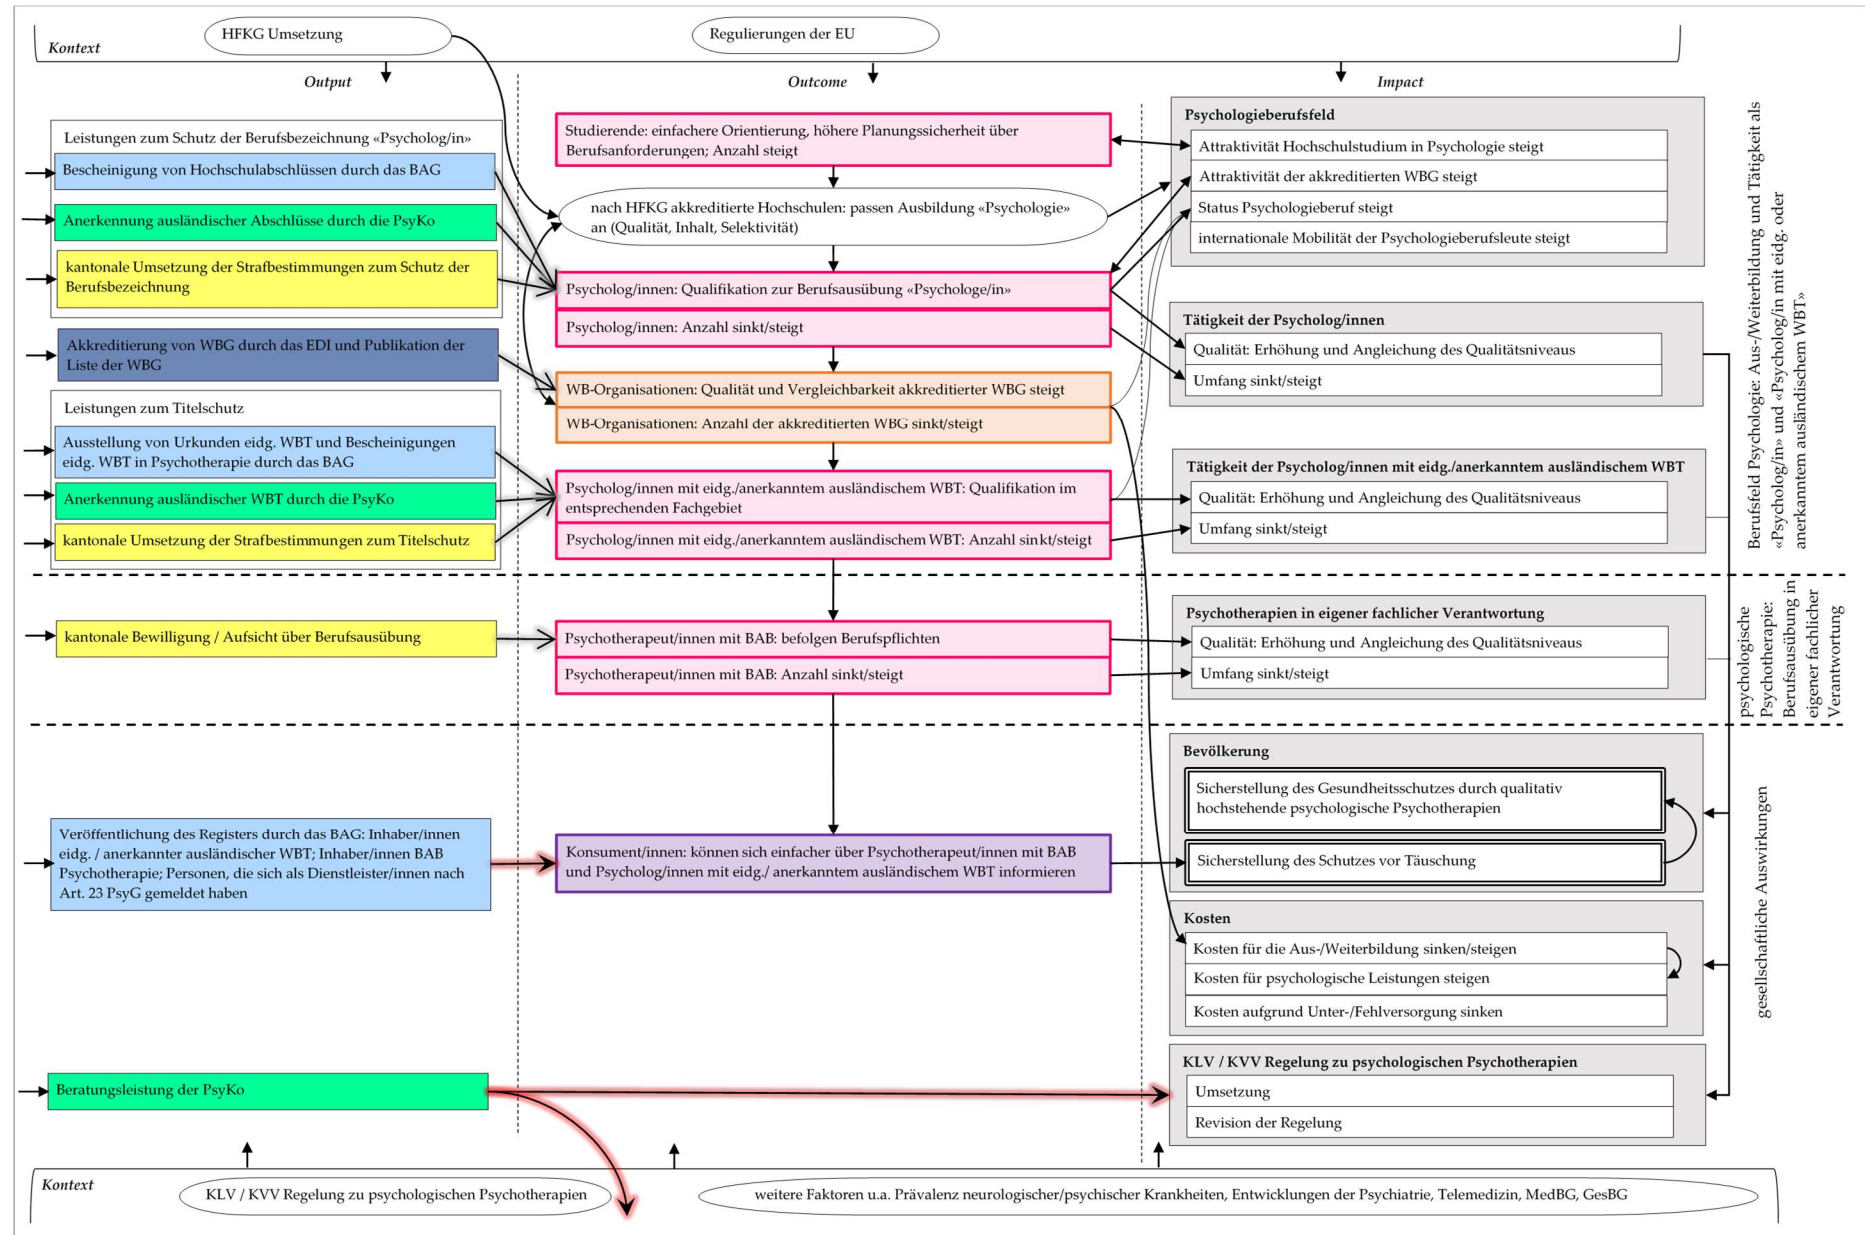 Kontext
HFKG Umsetzung
Regulierungen der EU
Output
Outcome
Impact
Leistungen zum Schutz der Berufsbezeichnung «Psycholog/in»
Bescheinigung von Hochschulabschlüssen durch das BAG
Anerkennung ausländischer Abschlüsse durch die PsyKo
kantonale Umsetzung der Strafbestimmungen zum Schutz der
Berufsbezeichnung
Akkreditierung von WBG durch das EDI und Publikation der
Liste der WBG
Leistungen zum Titelschutz
Ausstellung von Urkunden eidg. WBT und Bescheinigungen
eidg. WBT in Psychotherapie durch das BAG
Anerkennung ausländischer WBT durch die PsyKo
kantonale Umsetzung der Strafbestimmungen zum Titelschutz
kantonale Bewilligung / Aufsicht über Berufsausübung
Veröffentlichung des Registers durch das BAG: Inhaber/innen
eidg. / anerkannter ausländischer WBT; Inhaber/innen BAB
Psychotherapie; Personen, die sich als Dienstleister/innen nach
Art. 23 PsyG gemeldet haben
Beratungsleistung der PsyKo
Studierende: einfachere Orientierung, höhere Planungssicherheit über
Berufsanforderungen; Anzahl steigt
nach HFKG akkreditierte Hochschulen: passen Ausbildung «Psychologie»
an (Qualität, Inhalt, Selektivität)
Psycholog/innen: Qualifikation zur Berufsausübung «Psychologe/in»
Psycholog/innen: Anzahl sinkt/steigt
WB-Organisationen: Qualität und Vergleichbarkeit akkreditierter WBG steigt
WB-Organisationen: Anzahl der akkreditierten WBG sinkt/steigt
Psycholog/innen mit eidg./anerkanntem ausländischem WBT: Qualifikation im
entsprechenden Fachgebiet
Psycholog/innen mit eidg./anerkanntem ausländischem WBT: Anzahl sinkt/steigt
Psychotherapeut/innen mit BAB: befolgen Berufspflichten
Psychotherapeut/innen mit BAB: Anzahl sinkt/steigt
Konsument/innen: können sich einfacher über Psychotherapeut/innen mit BAB
und Psycholog/innen mit eidg./ anerkanntem ausländischem WBT informieren
Psychologieberufsfeld
Attraktivität Hochschulstudium in Psychologie steigt
Attraktivität der akkreditierten WBG steigt
Status Psychologieberuf steigt
internationale Mobilität der Psychologieberufsleute steigt
Tätigkeit der Psycholog/innen
Qualität: Erhöhung und Angleichung des Qualitätsniveaus
Umfang sinkt/steigt
Tätigkeit der Psycholog/innen mit eidg./anerkanntem ausländischem WBT
Qualität: Erhöhung und Angleichung des Qualitätsniveaus
Umfang sinkt/steigt
Psychotherapien in eigener fachlicher Verantwortung
Qualität: Erhöhung und Angleichung des Qualitätsniveaus
Umfang sinkt/steigt
Bevölkerung
Sicherstellung des Gesundheitsschutzes durch qualitativ
hochstehende psychologische Psychotherapien
Sicherstellung des Schutzes vor Täuschung
Kosten
Kosten für die Aus-/Weiterbildung sinken/steigen
Kosten für psychologische Leistungen steigen
Kosten aufgrund Unter-/Fehlversorgung sinken
KLV / KVV Regelung zu psychologischen Psychotherapien
Umsetzung
Revision der Regelung
Berufsfeld Psychologie: Aus-/Weiterbildung und Tätigkeit als
«Psycholog/in» und «Psycholog/in mit eidg. oder
anerkanntem ausländischem WBT»
psychologische
Psychotherapie:
Berufsausübung in
eigener fachlicher
Verantwortung
gesellschaftliche Auswirkungen
Kontext
KLV / KVV Regelung zu psychologischen Psychotherapien
weitere Faktoren u.a. Prävalenz neurologischer/psychischer Krankheiten, Entwicklungen der Psychiatrie, Telemedizin, MedBG, GesBG